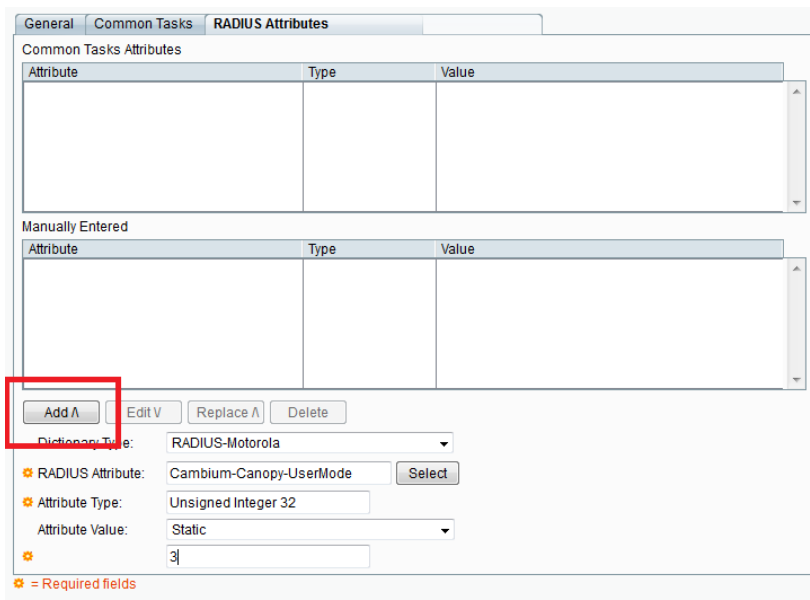 General Common Tasks RADIUS Attributes
Common Tasks Attributes
Attribute Type Value
Manually Entered
Attribute Type Value
Add /\ Edit V Replace /\ Delete
Dictionary Type: RADIUS-Motorola
RADIUS Attribute: Cambium-Canopy-UserMode Select
Attribute Type: Unsigned Integer 32
Attribute Value: Static
3
= Required fields